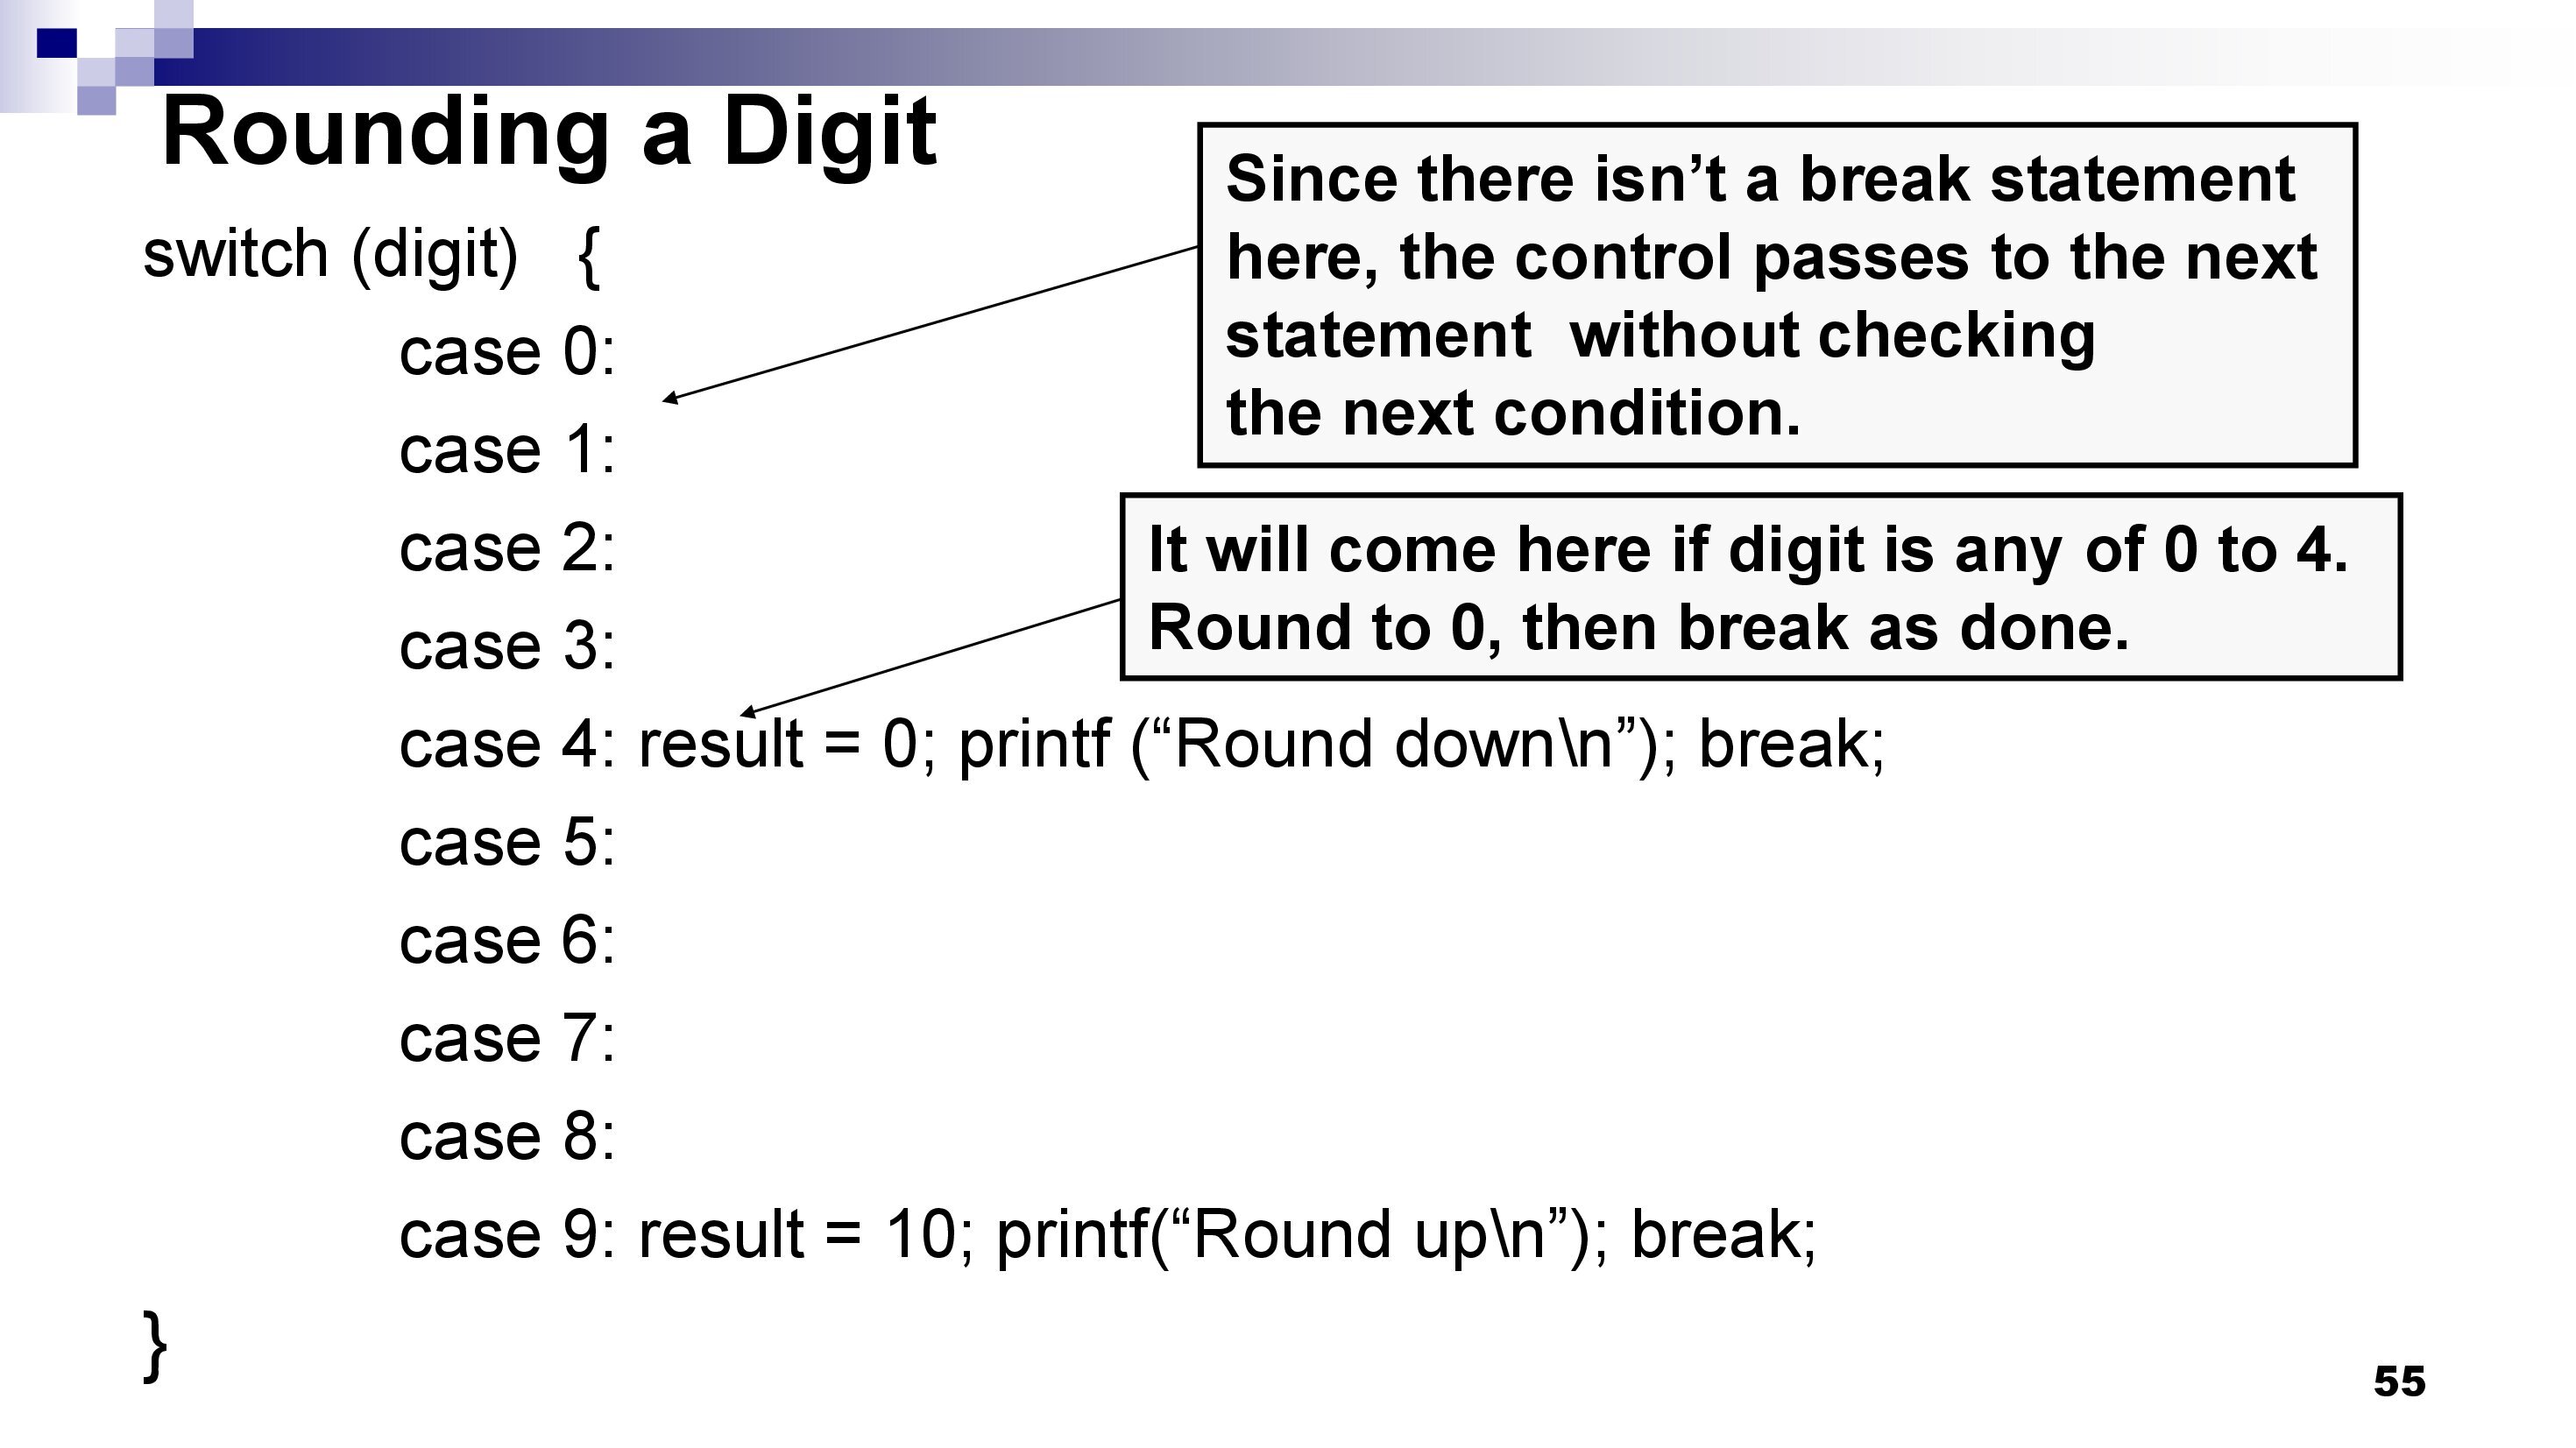 Rounding a Digit
Since there isn’t a break statement
here, the control passes to the next
statement  without checking
the next condition.
switch (digit)   {
case 0:
case 1:
case 2:
It will come here if digit is any of 0 to 4.
Round to 0, then break as done.
case 3:
case 4: result = 0; printf (“Round down\n”); break;
case 5:
case 6:
case 7:
case 8:
case 9: result = 10; printf(“Round up\n”); break;
}
55